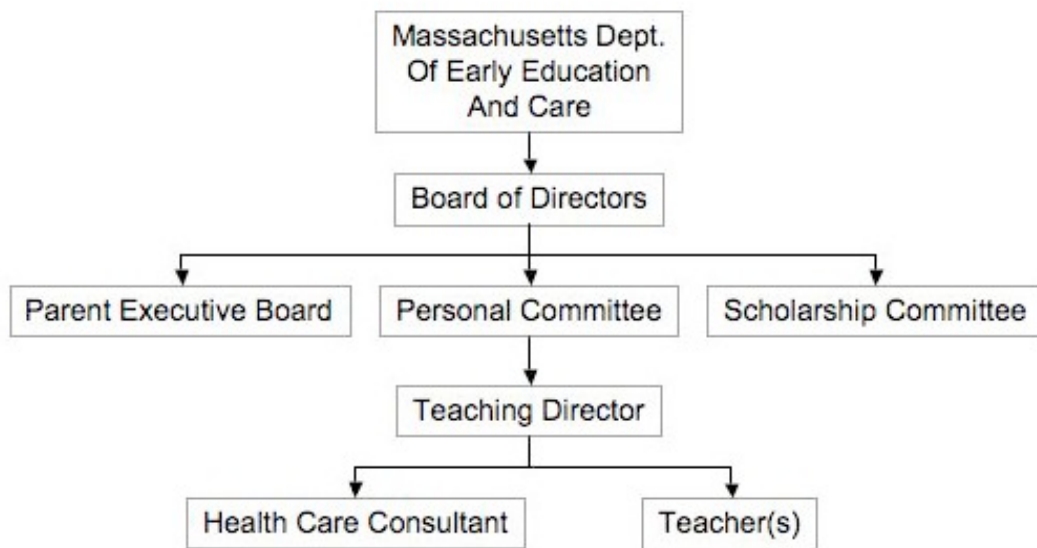 Massachusetts Dept.
Of Early Education
And Care
Board of Directors
Parent Executive Board
Personal Committee
Scholarship Committee
Teaching Director
Health Care Consultant
Teacher(s)